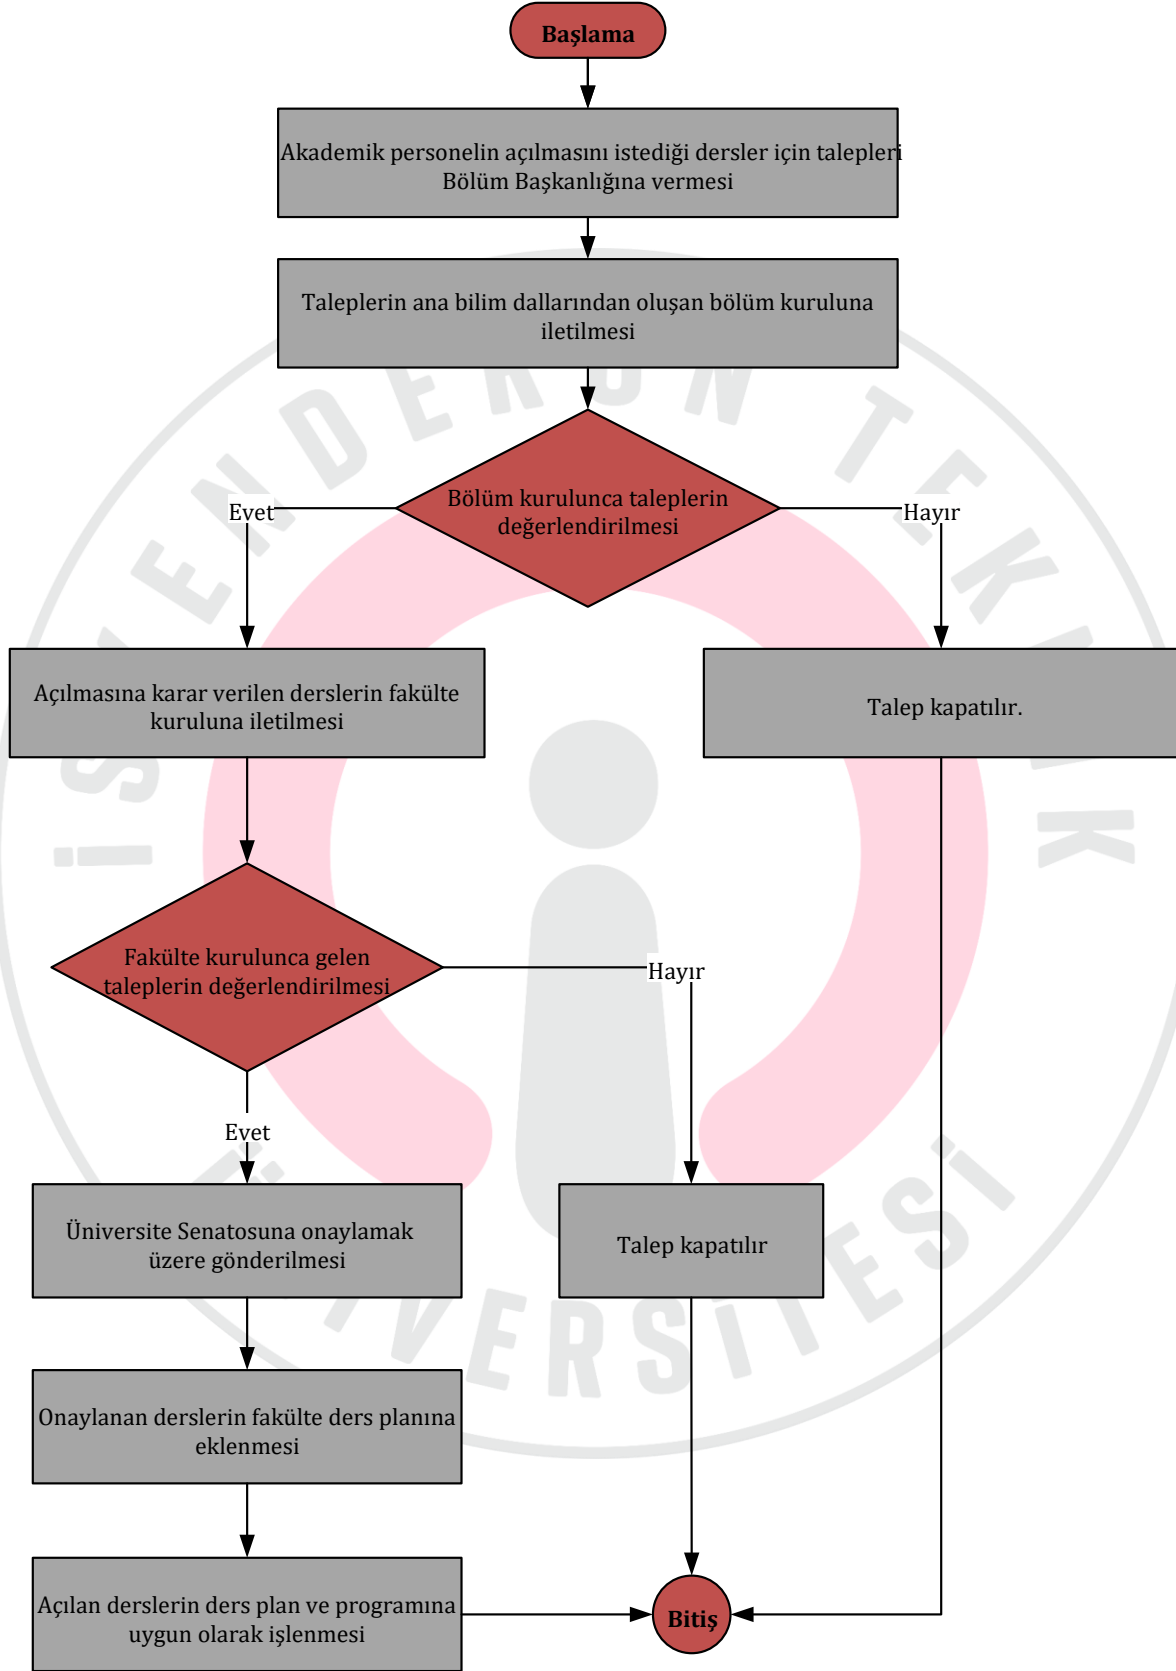 Başlama
Akademik personelin açılmasını istediği dersler için talepleri
Bölüm Başkanlığına vermesi
Taleplerin ana bilim dallarından oluşan bölüm kuruluna
iletilmesi
Bölüm kurulunca taleplerin
değerlendirilmesi
Evet
Hayır
Açılmasına karar verilen derslerin fakülte
kuruluna iletilmesi
Talep kapatılır.
Fakülte kurulunca gelen
taleplerin değerlendirilmesi
Hayır
Evet
Üniversite Senatosuna onaylamak
üzere gönderilmesi
Talep kapatılır
Onaylanan derslerin fakülte ders planına
eklenmesi
Açılan derslerin ders plan ve programına
uygun olarak işlenmesi
Bitiş